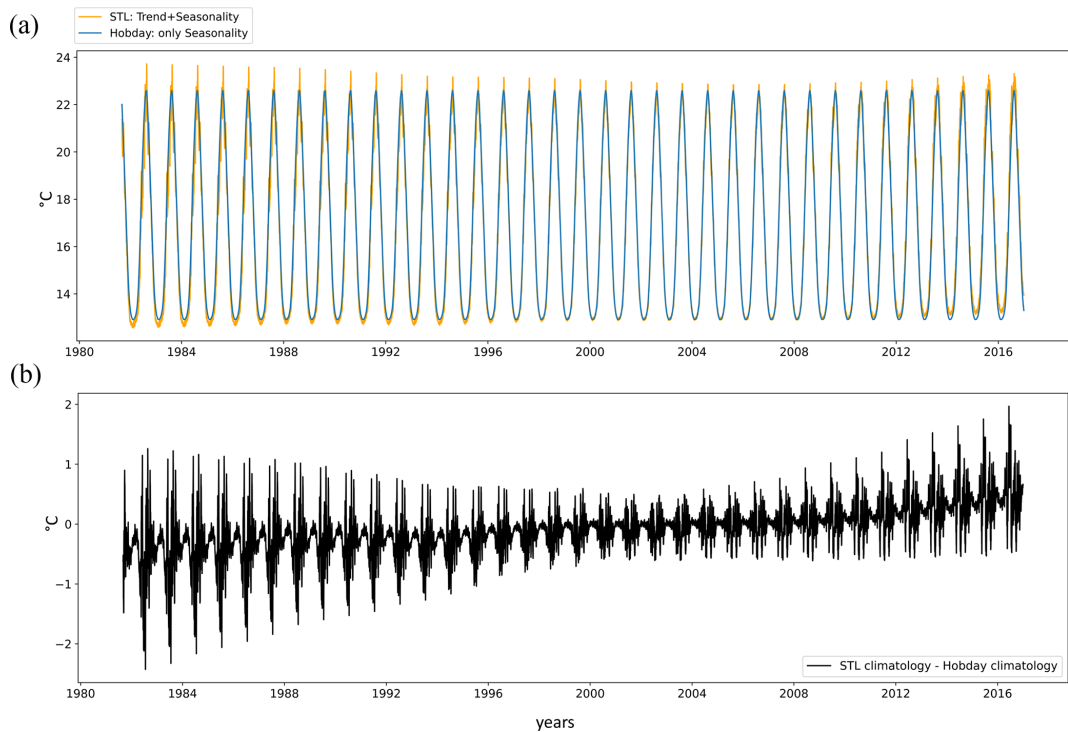 (a)
STL: Trend+Seasonality
Hobday: only Seasonality
24
22
20
18
16
14
°C
1980 1984 1988 1992 1996 2000 2004 2008 2012 2016
(b)
2
1
0
−1
−2
°C
STL climatology - Hobday climatology
1980 1984 1988 1992 1996 2000 2004 2008 2012 2016
years